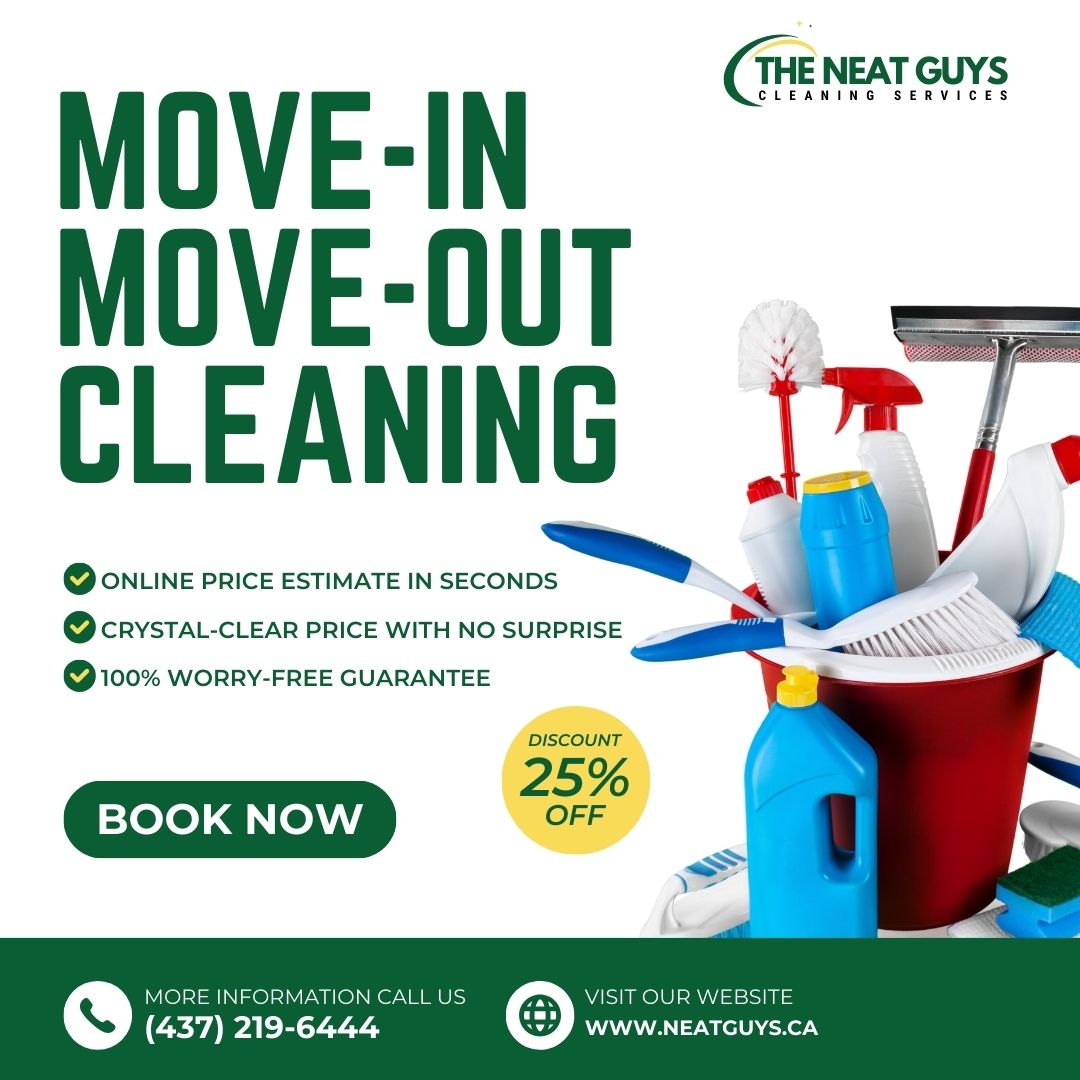 THE NEAT GUYS
CLEANING SERVICES
MOVE-IN
MOVE-OUT
CLEANING
ONLINE PRICE ESTIMATE IN SECONDS
CRYSTAL-CLEAR PRICE WITH NO SURPRISE
100% WORRY-FREE GUARANTEE
DISCOUNT
25%
OFF
BOOK NOW
MORE INFORMATION CALL US
(437) 219-6444
VISIT OUR WEBSITE
WWW.NEATGUYS.CA